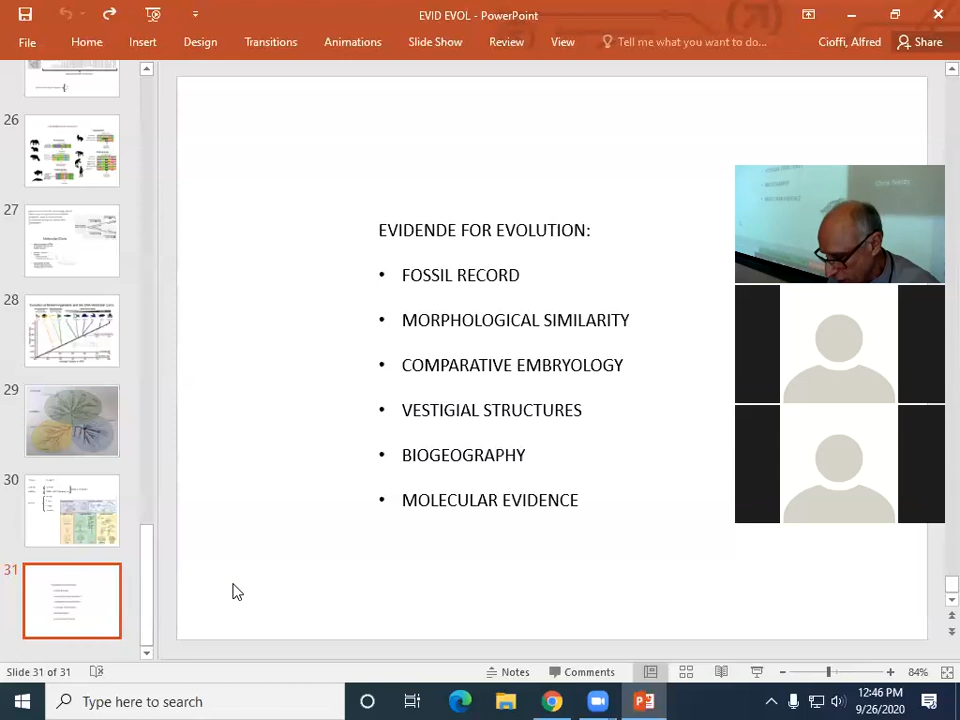 EVID EVOL - PowerPoint
File
Home
Insert
Design
Transitions
Animations
Slide Show
Review
View
Tell me what you want to do...
Cioffi, Alfred
Share
26
27
28
29
30
31
EVIDENDE FOR EVOLUTION:
• FOSSIL RECORD
• MORPHOLOGICAL SIMILARITY
• COMPARATIVE EMBRYOLOGY
• VESTIGIAL STRUCTURES
• BIOGEOGRAPHY
• MOLECULAR EVIDENCE
Slide 31 of 31
Notes
Comments
84%
Type here to search
12:46 PM
9/26/2020